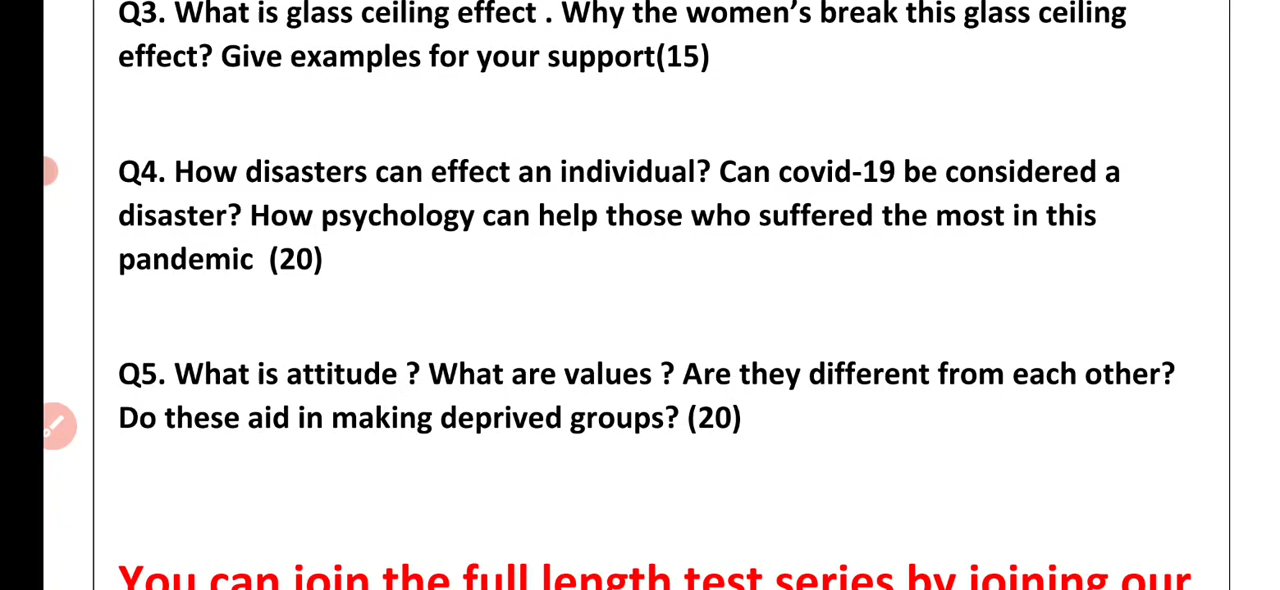 Q3. What is glass ceiling effect . Why the women’s break this glass ceiling
effect? Give examples for your support(15)
Q4. How disasters can effect an individual? Can covid-19 be considered a
disaster? How psychology can help those who suffered the most in this
pandemic  (20)
Q5. What is attitude ? What are values ? Are they different from each other?
Do these aid in making deprived groups? (20)
You can join the full length test series by joining our